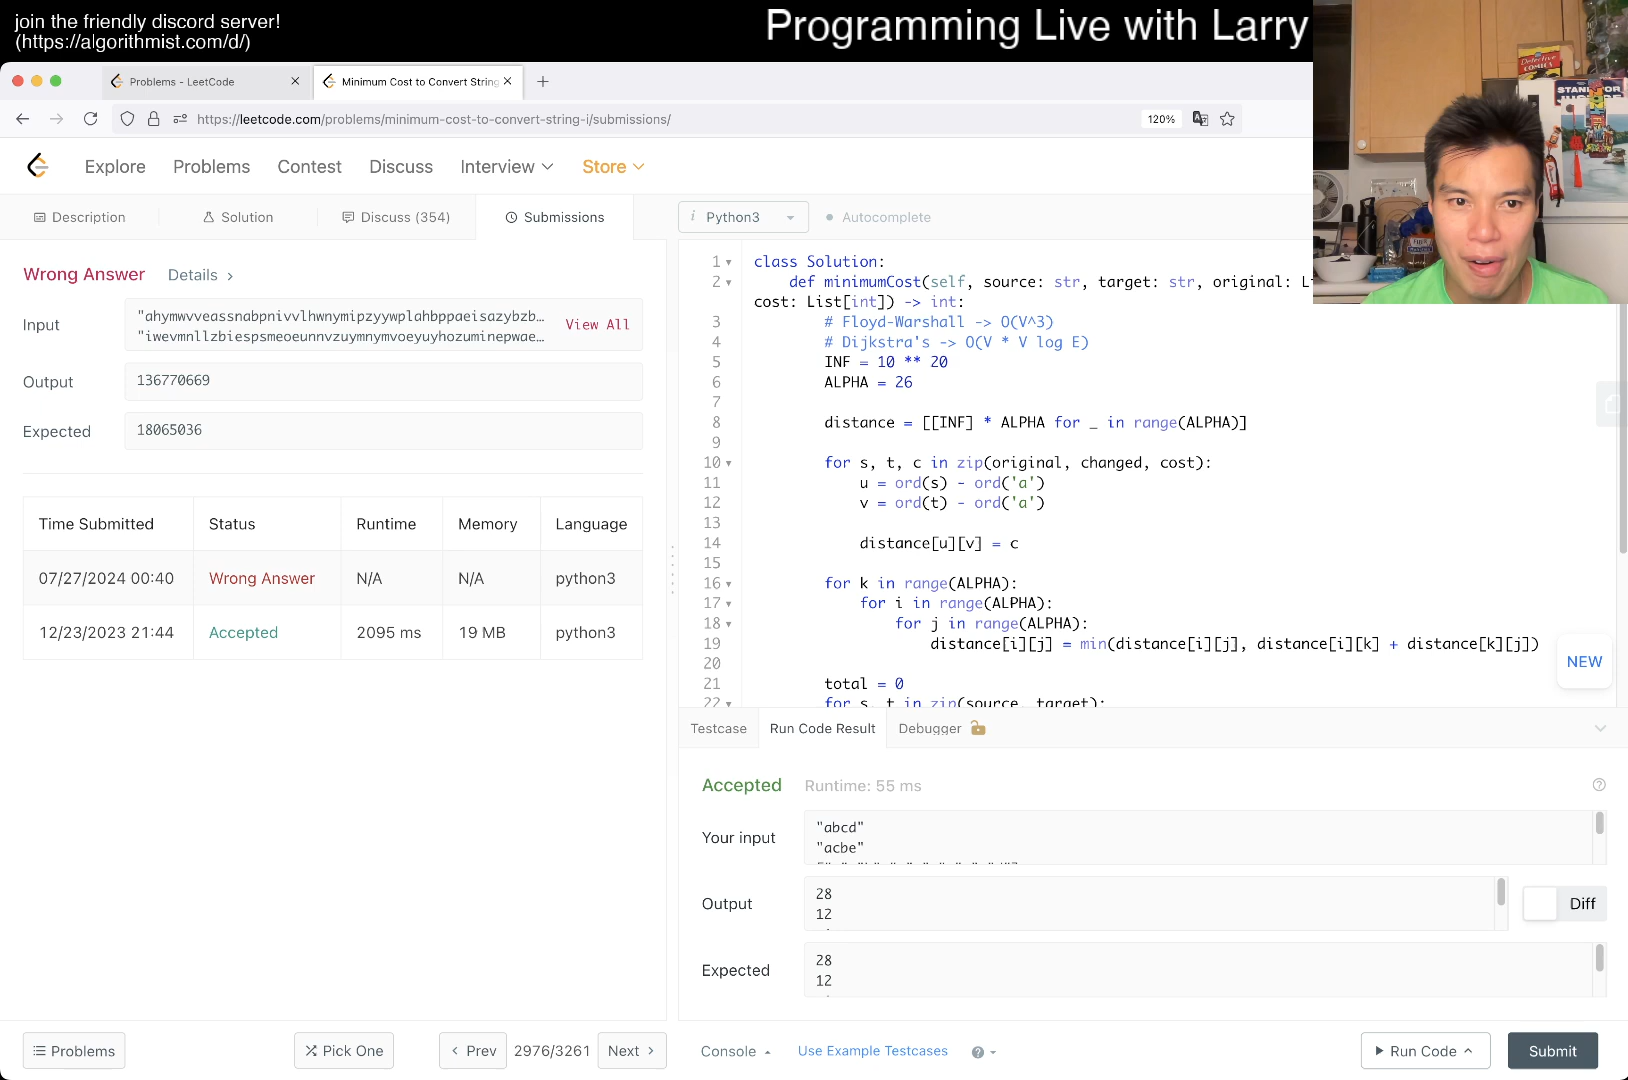 join the friendly discord server!
(https://algorithmist.com/d/)
Programming Live with Larry
Problems - LeetCode
Minimum Cost to Convert String
https://leetcode.com/problems/minimum-cost-to-convert-string-i/submissions/
120%
Explore
Problems
Contest
Discuss
Interview
Store
Description
Solution
Discuss (354)
Submissions
i Python3
Autocomplete
Wrong Answer
Details
Input
"ahymwvveassnabpnivvlhwnymipzyywplahbppaeisazybzb…
"iwevmnllzbiespsmeoeunnvzuymnymvoeyuyhozuminepwae…
View All
Output
136770669
Expected
18065036
Time Submitted Status Runtime Memory Language
07/27/2024 00:40 Wrong Answer N/A N/A python3
12/23/2023 21:44 Accepted 2095 ms 19 MB python3
1 class Solution:
2 def minimumCost(self, source: str, target: str, original: Li
cost: List[int]) -> int:
3 # Floyd-Warshall -> O(V^3)
4 # Dijkstra's -> O(V * V log E)
5 INF = 10 ** 20
6 ALPHA = 26
7
8 distance = [[INF] * ALPHA for _ in range(ALPHA)]
9
10 for s, t, c in zip(original, changed, cost):
11 u = ord(s) - ord('a')
12 v = ord(t) - ord('a')
13
14 distance[u][v] = c
15
16 for k in range(ALPHA):
17 for i in range(ALPHA):
18 for j in range(ALPHA):
19 distance[i][j] = min(distance[i][j], distance[i][k] + distance[k][j])
20
21 total = 0
22 for s, t in zip(source, target):
NEW
Testcase
Run Code Result
Debugger
Accepted
Runtime: 55 ms
Your input
"abcd"
"acbe"
Output
28
12
Diff
Expected
28
12
Problems
Pick One
Prev
2976/3261
Next
Console
Use Example Testcases
Run Code
Submit
DETECTIVE COMICS